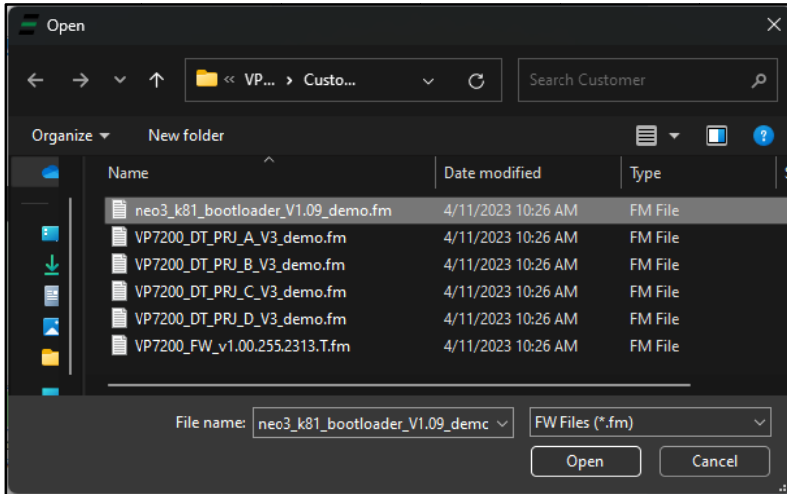 Open
« VP... › Custo...
Search Customer
Organize
New folder
Name
Date modified
Type
neo3_k81_bootloader_V1.09_demo.fm 4/11/2023 10:26 AM FM File
VP7200_DT_PRJ_A_V3_demo.fm 4/11/2023 10:26 AM FM File
VP7200_DT_PRJ_B_V3_demo.fm 4/11/2023 10:26 AM FM File
VP7200_DT_PRJ_C_V3_demo.fm 4/11/2023 10:26 AM FM File
VP7200_DT_PRJ_D_V3_demo.fm 4/11/2023 10:26 AM FM File
VP7200_FW_v1.00.255.2313.T.fm 4/11/2023 10:26 AM FM File
File name: neo3_k81_bootloader_V1.09_demc
FW Files (*.fm)
Open
Cancel